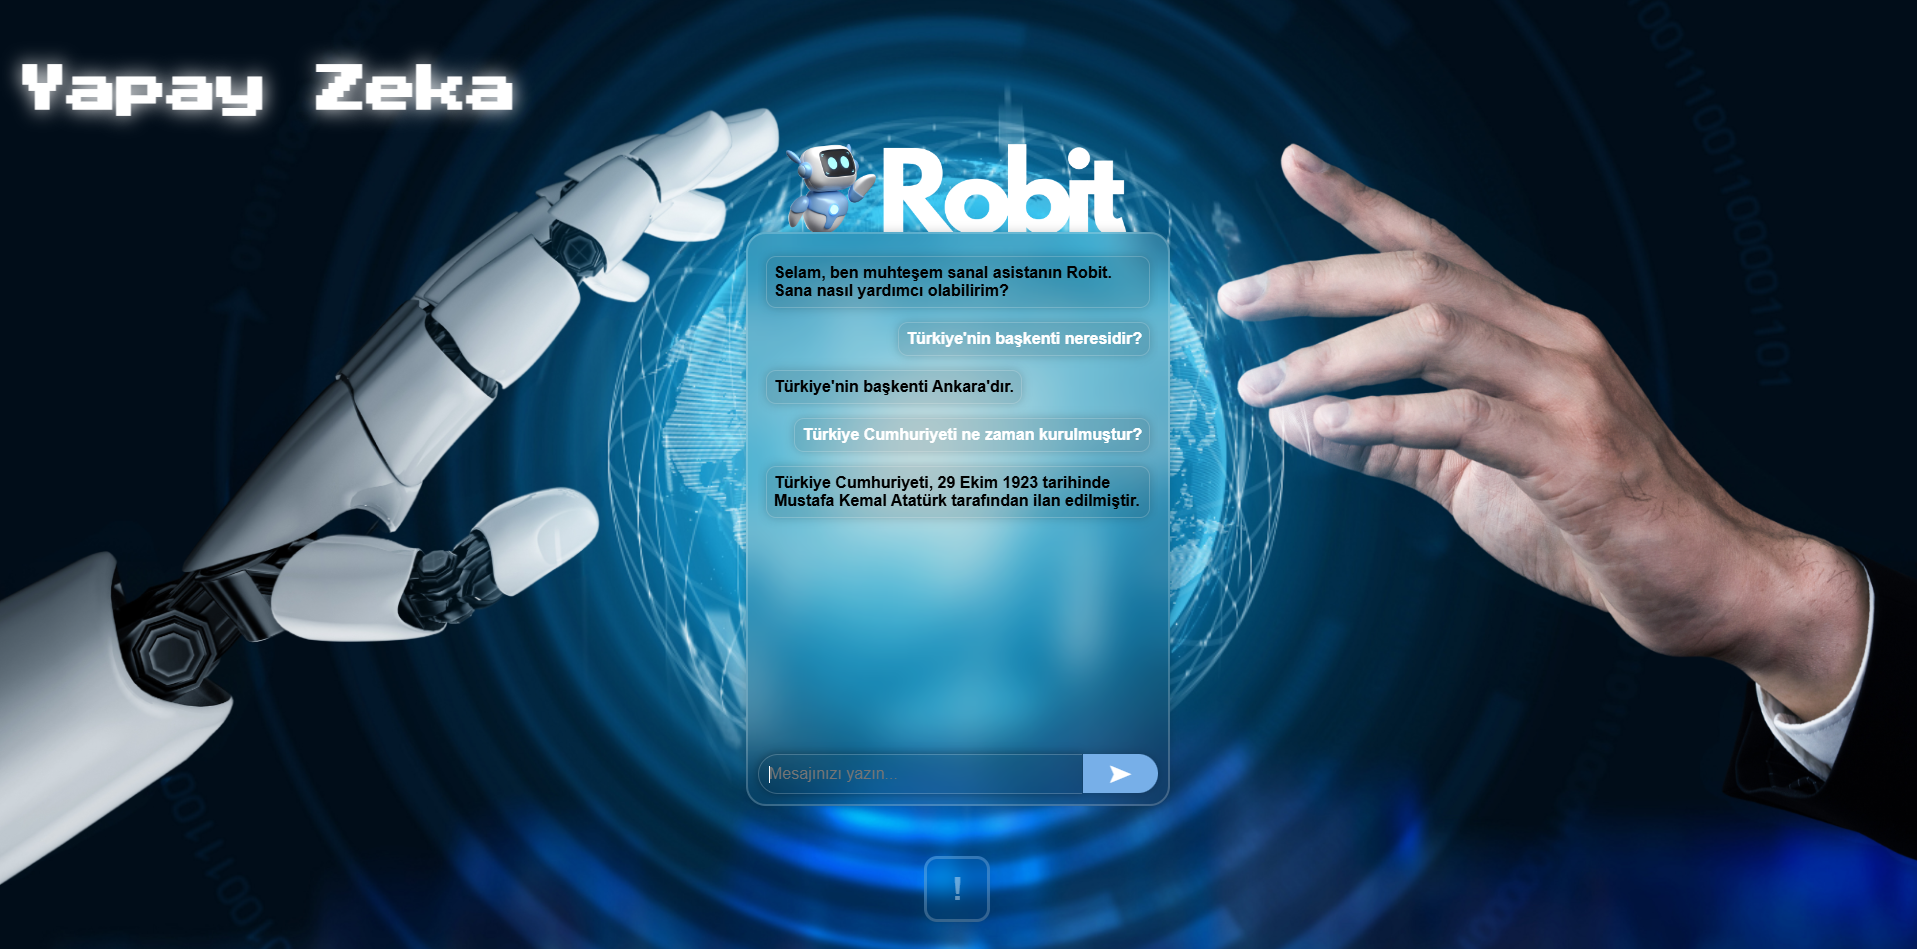 Yapay Zeka
Robit
Selam, ben muhteşem sanal asistanın Robit.
Sana nasıl yardımcı olabilirim?
Türkiye'nin başkenti neresidir?
Türkiye'nin başkenti Ankara'dır.
Türkiye Cumhuriyeti ne zaman kurulmuştur?
Türkiye Cumhuriyeti, 29 Ekim 1923 tarihinde
Mustafa Kemal Atatürk tarafından ilan edilmiştir.
Mesajınızı yazın...
!